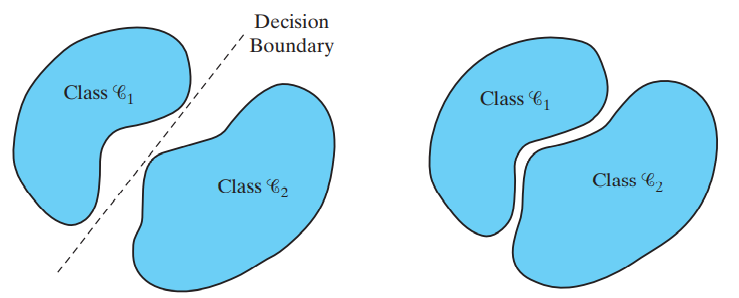 Decision
Boundary
Class 𝒞₁
Class 𝒞₂
Class 𝒞₁
Class 𝒞₂